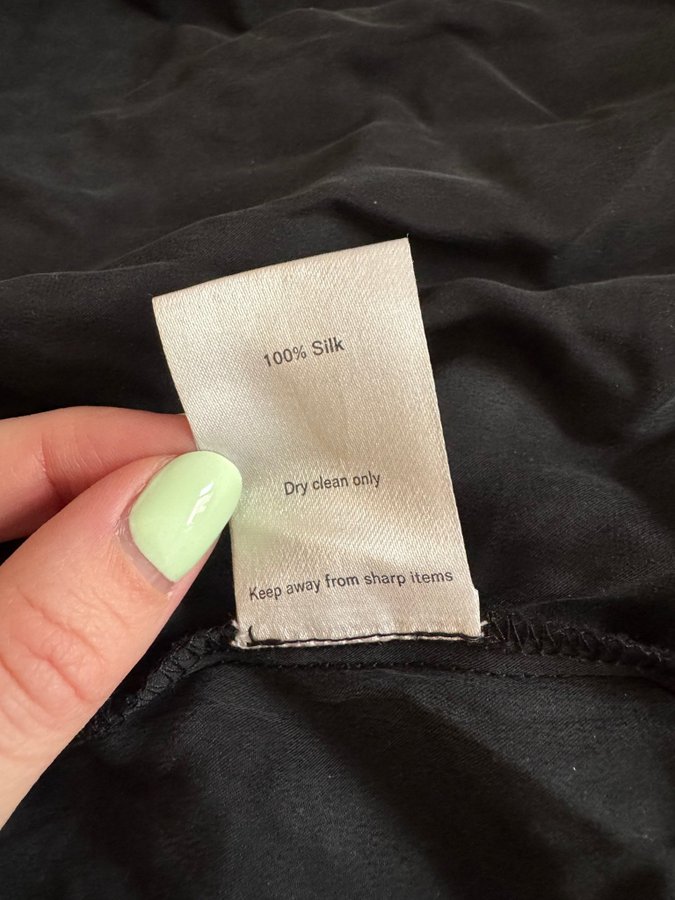 100% Silk
Dry clean only
Keep away from sharp items